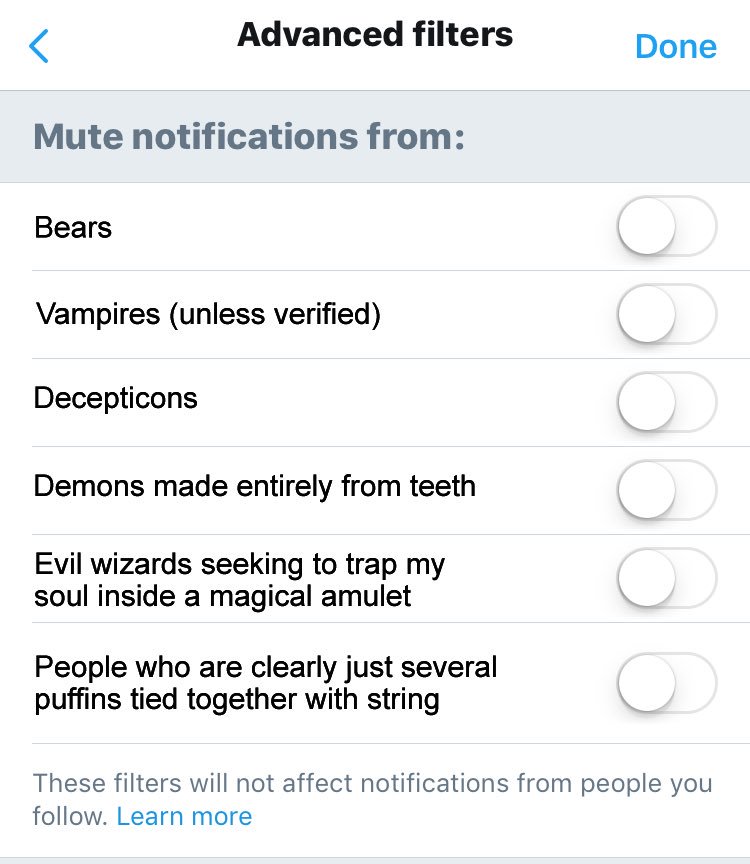 Advanced filters
Done
Mute notifications from:
Bears
Vampires (unless verified)
Decepticons
Demons made entirely from teeth
Evil wizards seeking to trap my
soul inside a magical amulet
People who are clearly just several
puffins tied together with string
These filters will not affect notifications from people you
follow. Learn more